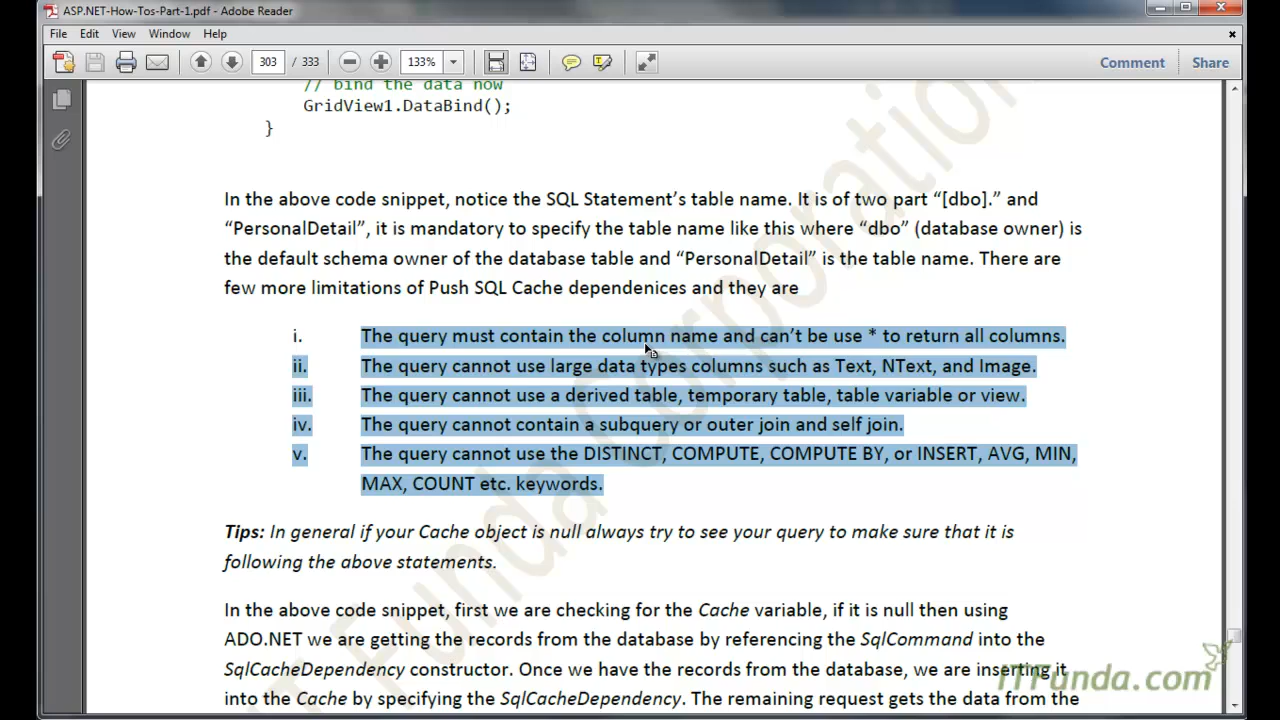 ASP.NET-How-Tos-Part-1.pdf - Adobe Reader
File Edit View Window Help
303 / 333 133% Comment Share
// bind the data now
GridView1.DataBind();
}
In the above code snippet, notice the SQL Statement’s table name. It is of two part “[dbo].” and
“PersonalDetail”, it is mandatory to specify the table name like this where “dbo” (database owner) is
the default schema owner of the database table and “PersonalDetail” is the table name. There are
few more limitations of Push SQL Cache dependenices and they are
i. The query must contain the column name and can’t be use * to return all columns.
ii. The query cannot use large data types columns such as Text, NText, and Image.
iii. The query cannot use a derived table, temporary table, table variable or view.
iv. The query cannot contain a subquery or outer join and self join.
v. The query cannot use the DISTINCT, COMPUTE, COMPUTE BY, or INSERT, AVG, MIN,
MAX, COUNT etc. keywords.
Tips: In general if your Cache object is null always try to see your query to make sure that it is
following the above statements.
In the above code snippet, first we are checking for the Cache variable, if it is null then using
ADO.NET we are getting the records from the database by referencing the SqlCommand into the
SqlCacheDependency constructor. Once we have the records from the database, we are inserting it
into the Cache by specifying the SqlCacheDependency. The remaining request gets the data from the
ITFunda.com
IT Funda Corporation